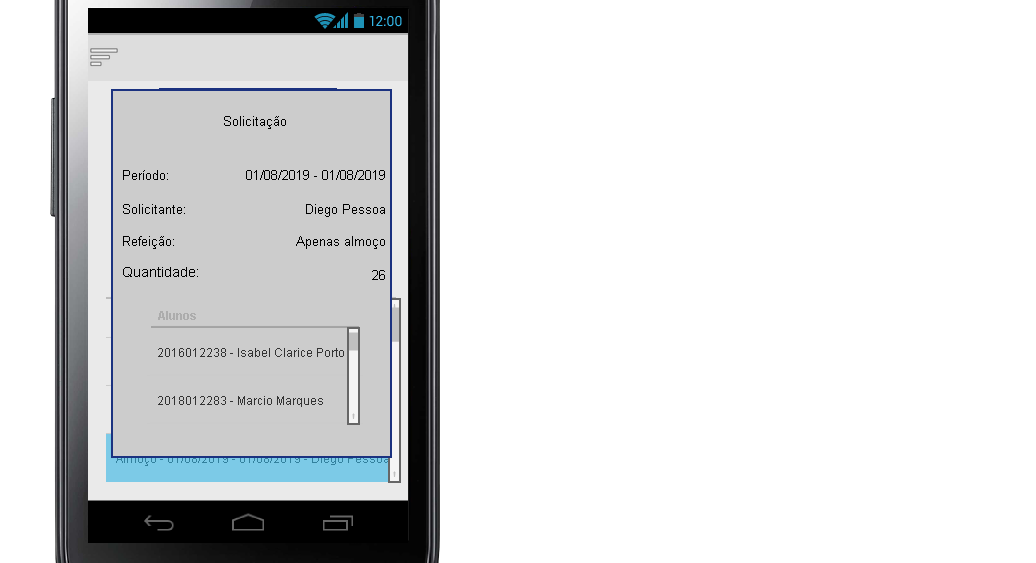 12:00
Solicitação
Período: 01/08/2019 - 01/08/2019
Solicitante: Diego Pessoa
Refeição: Apenas almoço
Quantidade: 26
Alunos
2016012238 - Isabel Clarice Porto
2018012283 - Marcio Marques
Almoço - 01/08/2019 - 01/08/2019 - Diego Pessoa